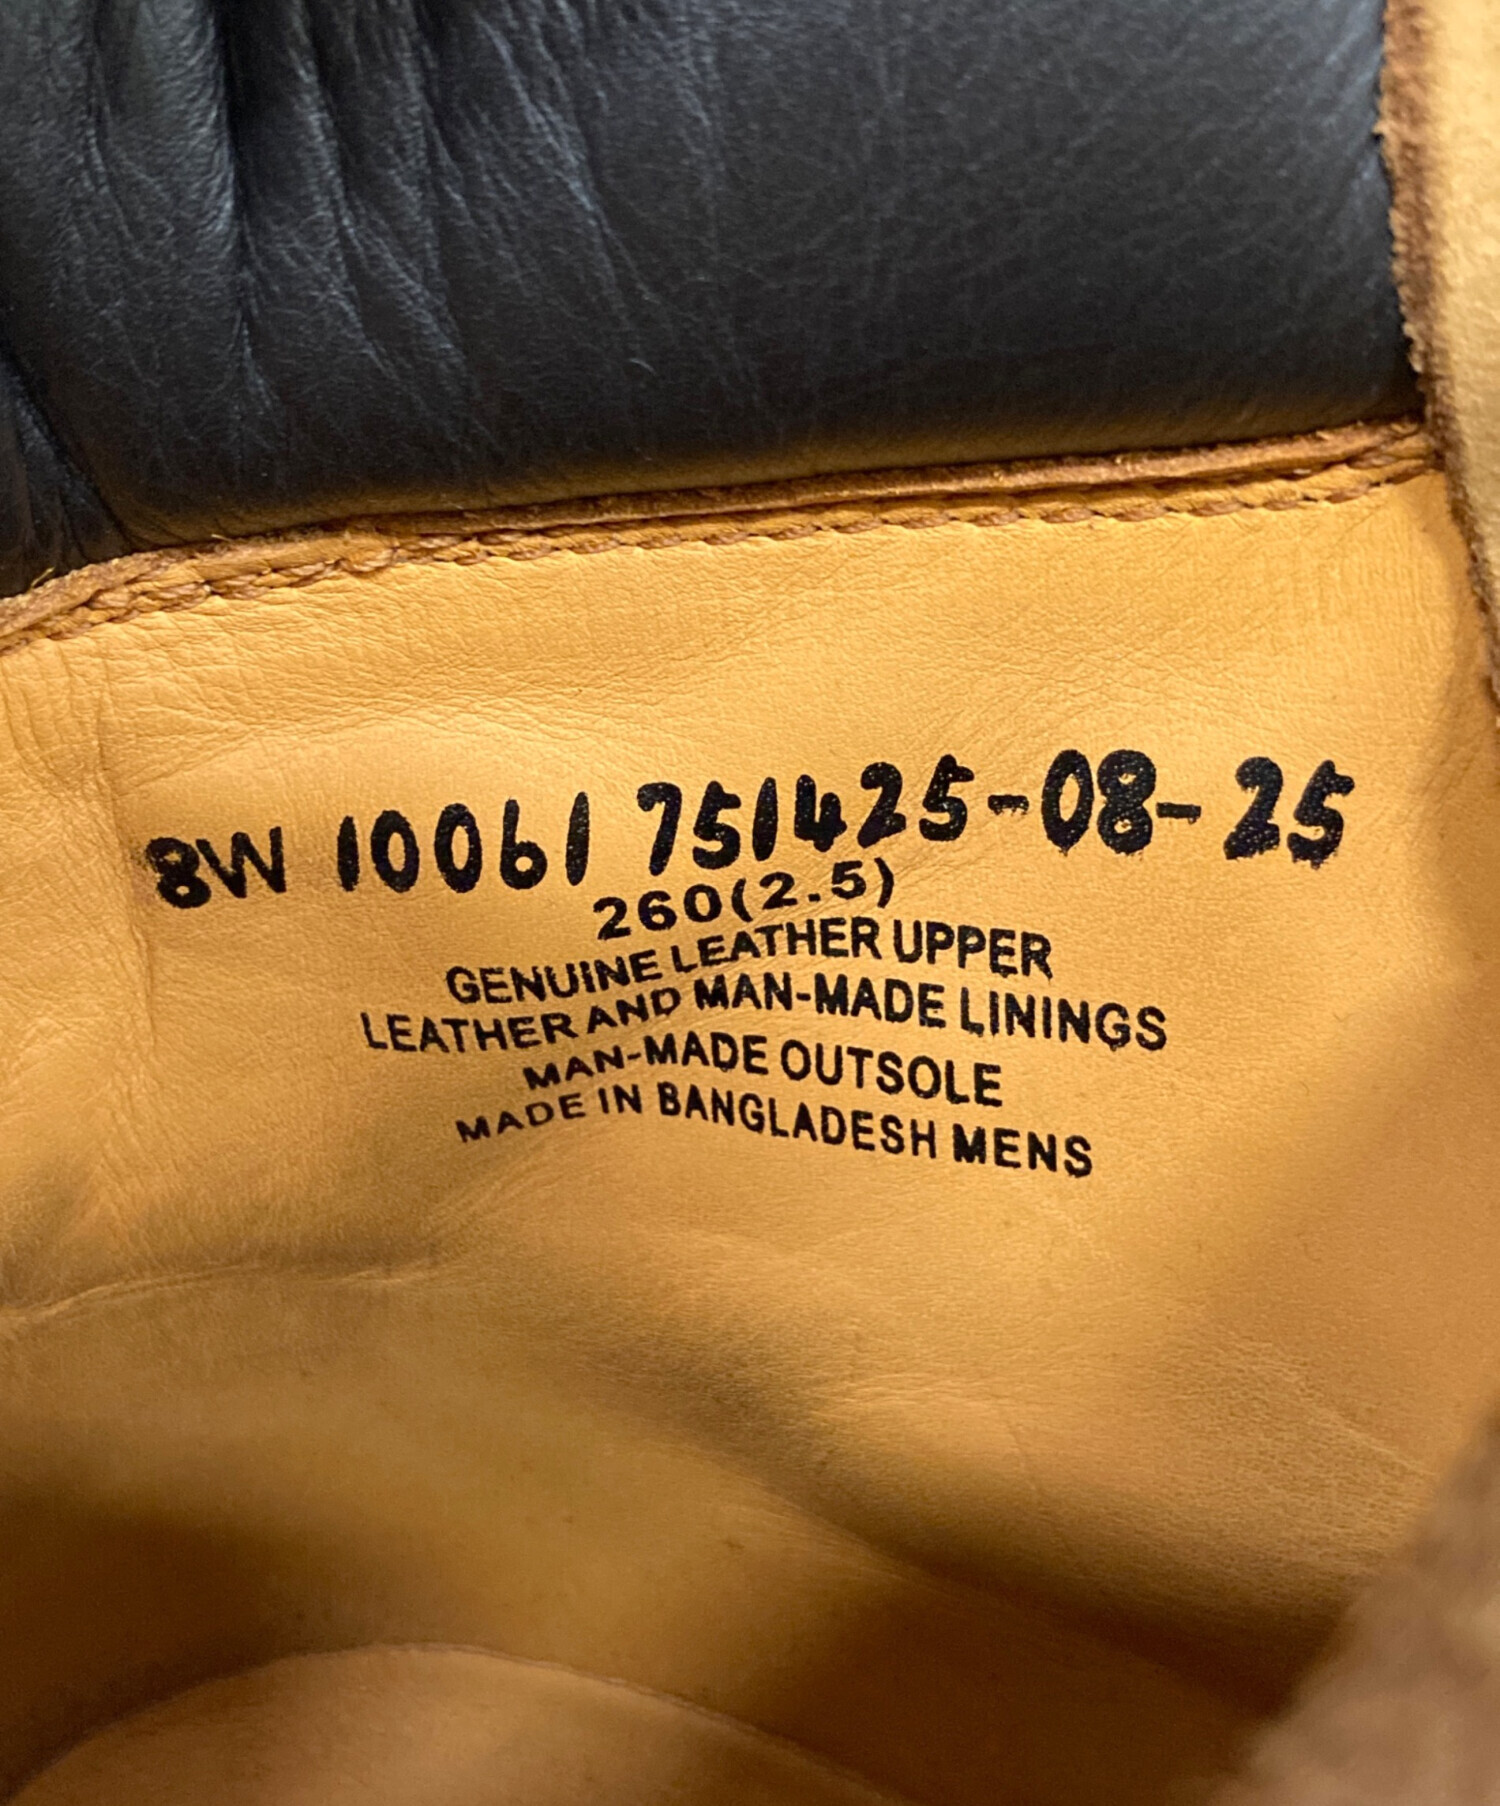 8W 10061 751425-08-25
260(2.5)
GENUINE LEATHER UPPER
LEATHER AND MAN-MADE LININGS
MAN-MADE OUTSOLE
MADE IN BANGLADESH MENS